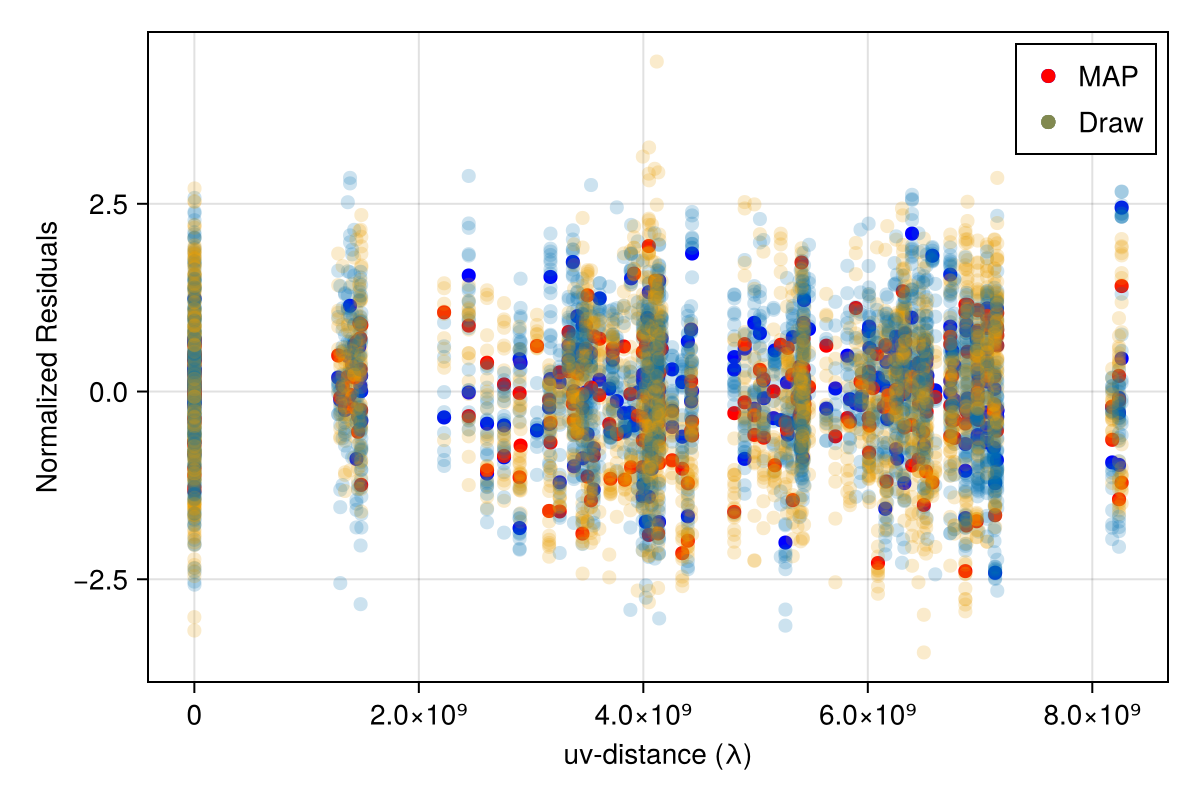 MAP
Draw
2.5
0.0
−2.5
Normalized Residuals
0
2.0×10⁹
4.0×10⁹
6.0×10⁹
8.0×10⁹
uv-distance (λ)